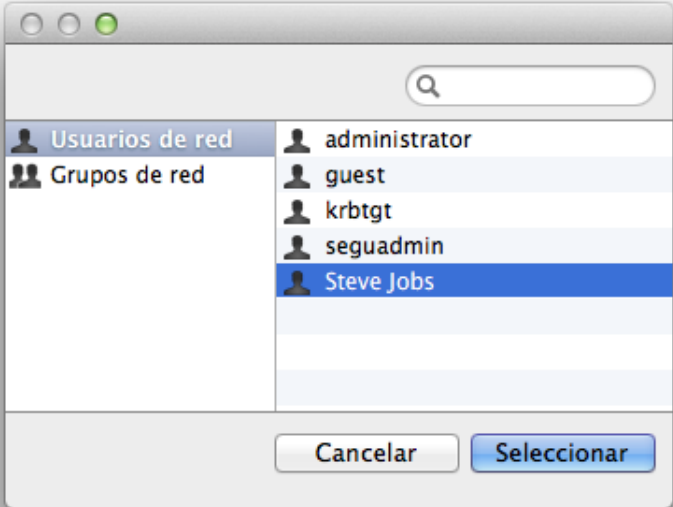 Usuarios de red
Grupos de red
administrator
guest
krbtgt
seguadmin
Steve Jobs
Cancelar
Seleccionar